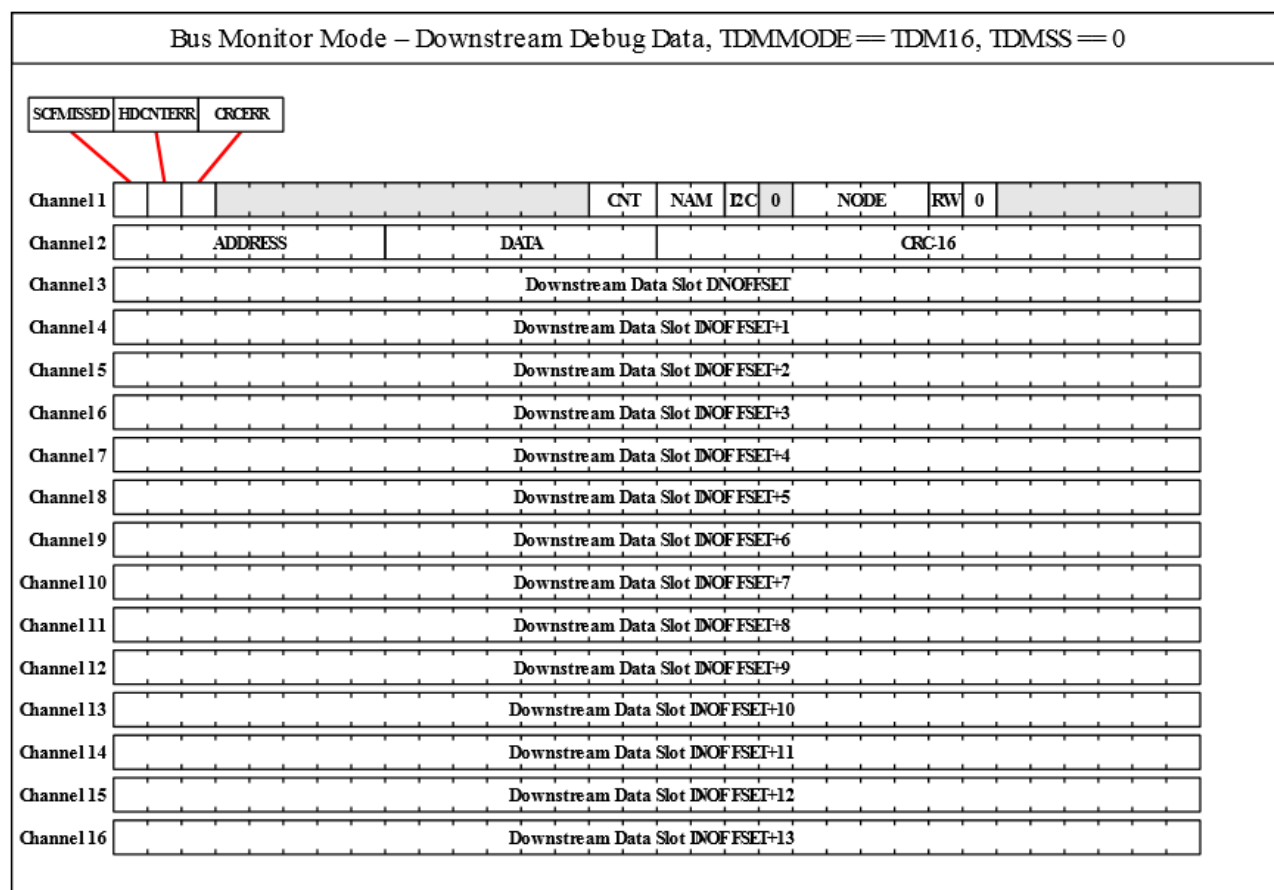 Bus Monitor Mode – Downstream Debug Data, TDMMODE == TDM16, TDMSS == 0
SCFMISSED HDCNTERR CRCERR
Channel 1 CNT NAM I2C 0 NODE RW 0
Channel 2 ADDRESS DATA CRC-16
Channel 3 Downstream Data Slot DNOFFSET
Channel 4 Downstream Data Slot DNOFFSET+1
Channel 5 Downstream Data Slot DNOFFSET+2
Channel 6 Downstream Data Slot DNOFFSET+3
Channel 7 Downstream Data Slot DNOFFSET+4
Channel 8 Downstream Data Slot DNOFFSET+5
Channel 9 Downstream Data Slot DNOFFSET+6
Channel 10 Downstream Data Slot DNOFFSET+7
Channel 11 Downstream Data Slot DNOFFSET+8
Channel 12 Downstream Data Slot DNOFFSET+9
Channel 13 Downstream Data Slot DNOFFSET+10
Channel 14 Downstream Data Slot DNOFFSET+11
Channel 15 Downstream Data Slot DNOFFSET+12
Channel 16 Downstream Data Slot DNOFFSET+13